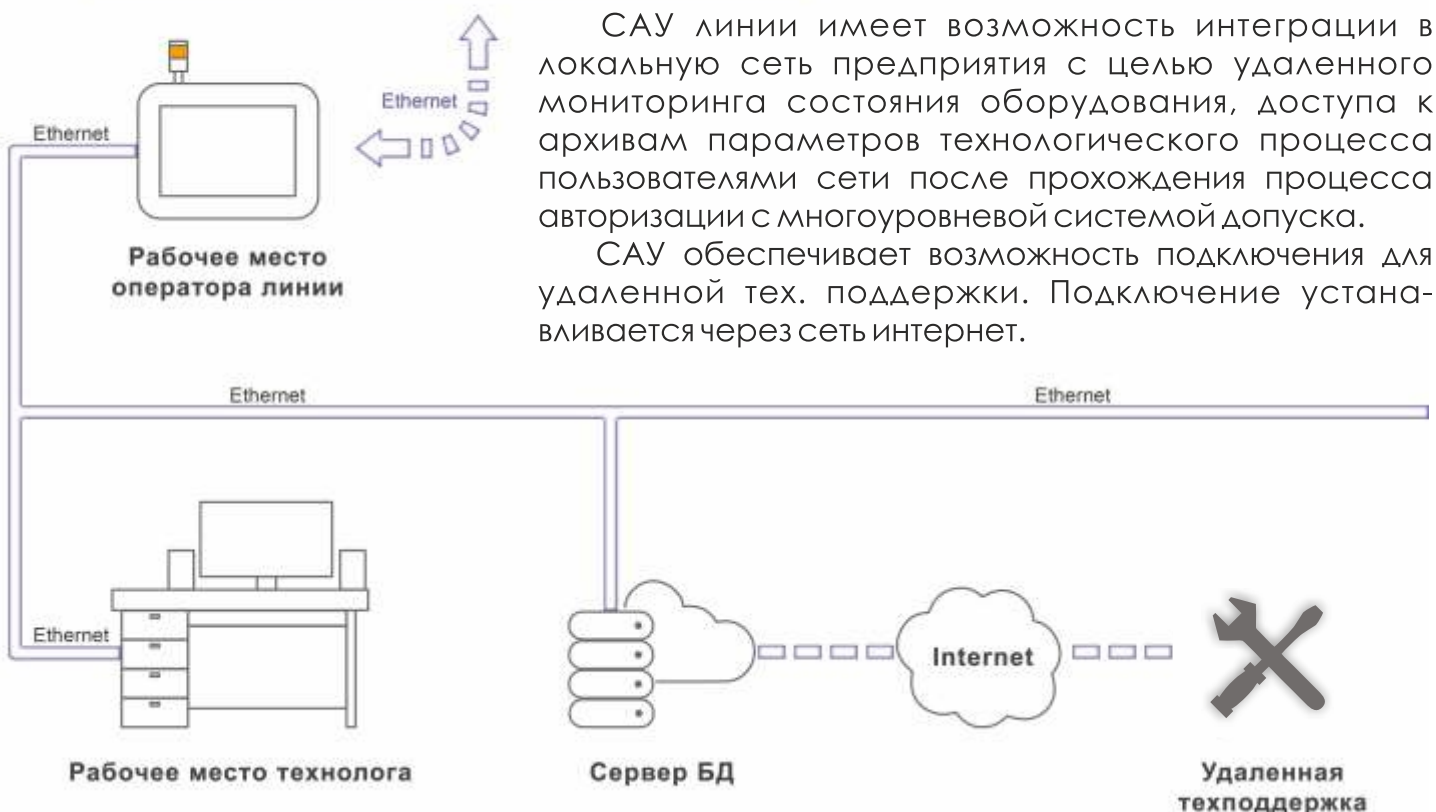 САУ линии имеет возможность интеграции в
локальную сеть предприятия с целью удаленного
мониторинга состояния оборудования, доступа к
архивам параметров технологического процесса
пользователями сети после прохождения процесса
авторизации с многоуровневой системой допуска.
САУ обеспечивает возможность подключения для
удаленной тех. поддержки. Подключение устана-
вливается через сеть интернет.
Ethernet
Ethernet
Рабочее место
оператора линии
Ethernet
Ethernet
Ethernet
Internet
Рабочее место технолога
Сервер БД
Удаленная
техподдержка